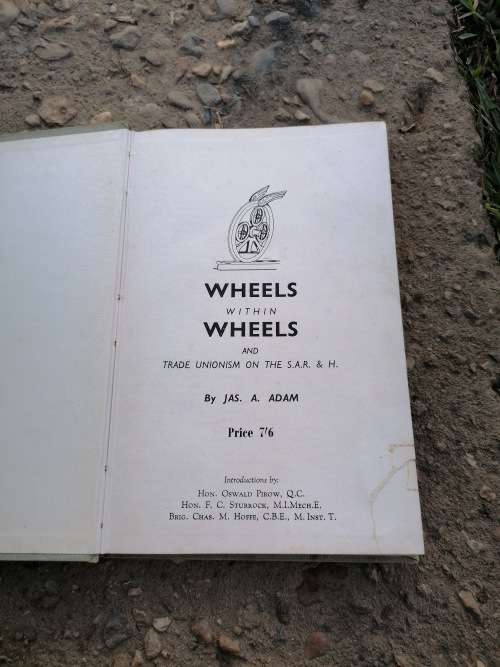 WHEELS
WITHIN
WHEELS
AND
TRADE UNIONISM ON THE S.A.R. & H.
By JAS. A. ADAM
Price 7/6
Introductions by:
HON. OSWALD PIROW, Q.C.
HON. F. C. STURROCK, M.I.MECH.E.
BRIG. CHAS. M. HOFFE, C.B.E., M. INST. T.